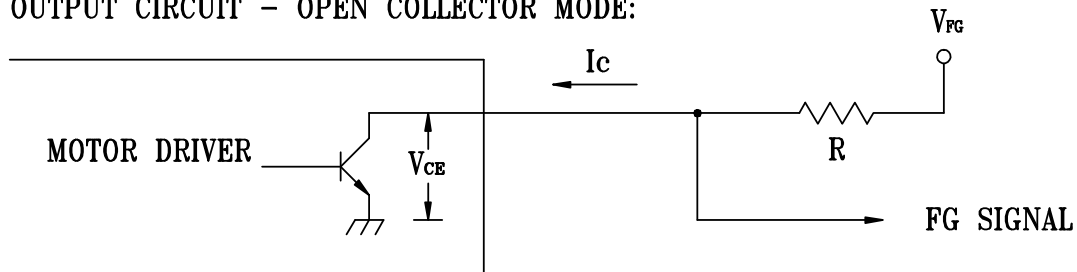 OUTPUT CIRCUIT - OPEN COLLECTOR MODE:
VFG
Ic
MOTOR DRIVER
VCE
R
FG SIGNAL